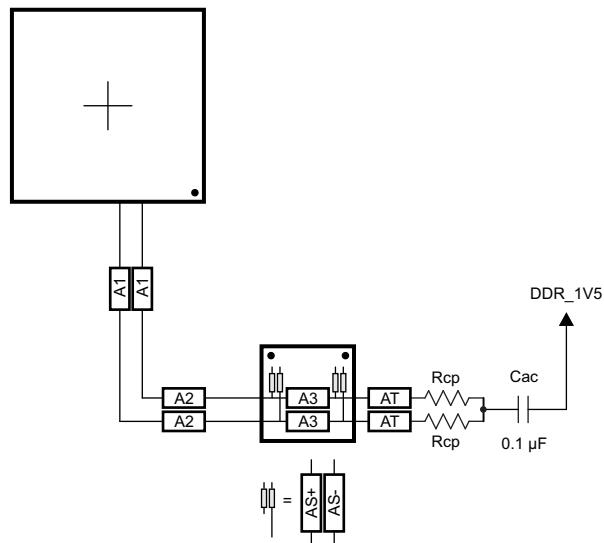 A1 A1
DDR_1V5
Rcp Cac
A2 A3 AT
A2 A3 AT
Rcp 0.1 µF
= AS+ AS-